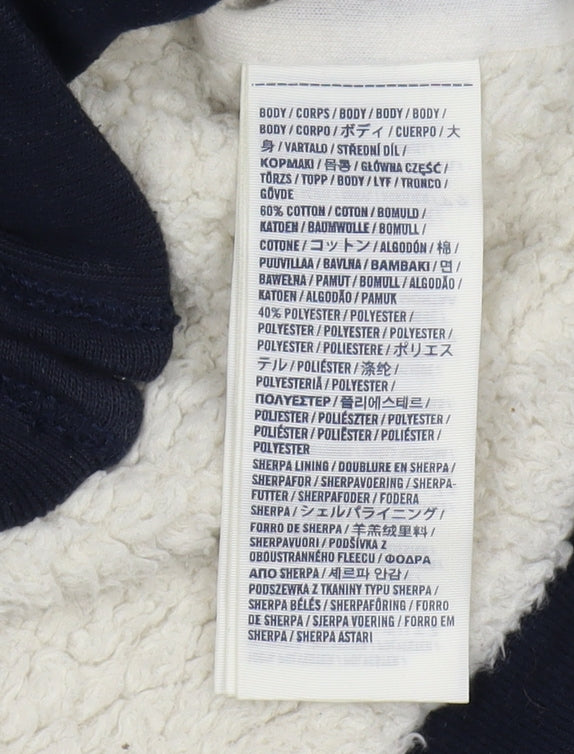 BODY / CORPS / BODY / BODY / BODY /
BODY / CORPO / ボディ / CUERPO / 大
身 / VARTALO / STŘEDNÍ DÍL /
ΚΟΡΜΑΚΙ / 몸통 / GŁÓWNA CZĘŚĆ /
TÖRZS / TOPP / BODY / LYF / TRONCO /
GÖVDE
60% COTTON / COTON / BOMULD /
KATOEN / BAUMWOLLE / BOMULL /
COTONE / コットン / ALGODÓN / 棉 /
PUUVILLAA / BAVLNA / ΒΑΜΒΑΚΙ / 면 /
BAWEŁNA / PAMUT / BOMULL / ALGODÃO /
KATOEN / ALGODÃO / PAMUK
40% POLYESTER / POLYESTER /
POLYESTER / POLYESTER / POLYESTER /
POLYESTER / POLIESTERE / ポリエス
テル / POLIÉSTER / 涤纶 /
POLYESTERIÄ / POLYESTER /
ΠΟΛΥΕΣΤΕΡ / 폴리에스테르 /
POLIESTER / POLIÉSZTER / POLYESTER /
POLIÉSTER / POLIÉSTER / POLIÉSTER /
POLYESTER
SHERPA LINING / DOUBLURE EN SHERPA /
SHERPAFOR / SHERPAVOERING / SHERPA-
FUTTER / SHERPAFODER / FODERA
SHERPA / シェルパライニング /
FORRO DE SHERPA / 羊羔绒里料 /
SHERPAVUORI / PODŠÍVKA Z
OBOUSTRANNÉHO FLEECU / ΦΟΔΡΑ
ΑΠΟ SHERPA / 세르파 안감 /
PODSZEWKA Z TKANINY TYPU SHERPA /
SHERPA BÉLÉS / SHERPAFÔRING / FORRO
DE SHERPA / SJERPA VOERING / FORRO EM
SHERPA / SHERPA ASTARI